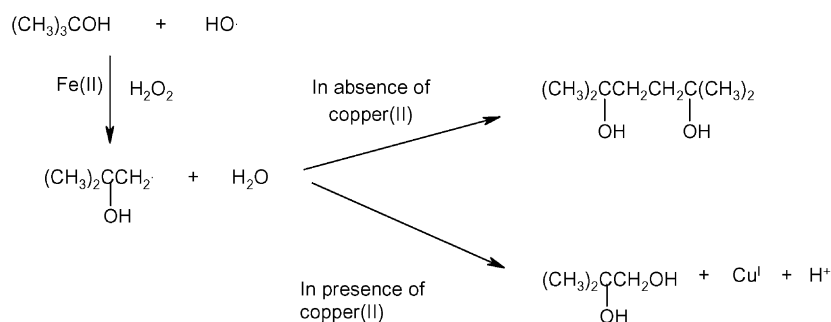 (CH₃)₃COH + HO·
Fe(II) H₂O₂
In absence of
copper(II)
(CH₃)₂CCH₂CH₂C(CH₃)₂
OH OH
(CH₃)₂CCH₂· + H₂O
OH
In presence of
copper(II)
(CH₃)₂CCH₂OH + Cuᴵ + H⁺
OH